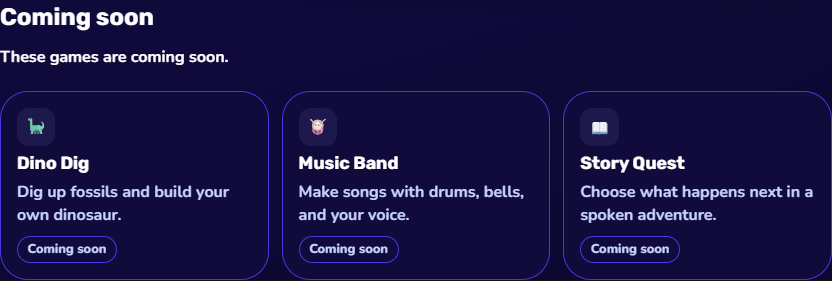 Coming soon
These games are coming soon.
Dino Dig
Dig up fossils and build your
own dinosaur.
Coming soon
Music Band
Make songs with drums, bells,
and your voice.
Coming soon
Story Quest
Choose what happens next in a
spoken adventure.
Coming soon